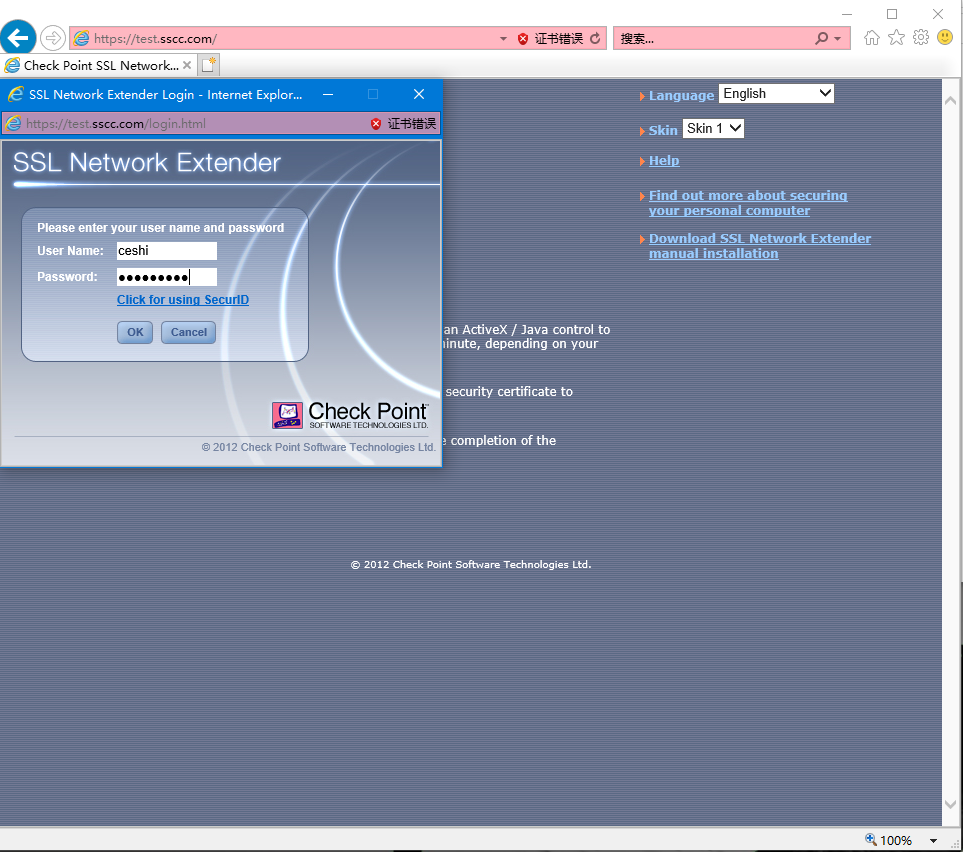 https://test.sscc.com/
证书错误
搜索...
Check Point SSL Network...
SSL Network Extender Login - Internet Explor...
https://test.sscc.com/login.html
证书错误
SSL Network Extender
Please enter your user name and password
User Name: ceshi
Password: ●●●●●●●●●
Click for using SecurID
OK Cancel
Check Point
SOFTWARE TECHNOLOGIES LTD.
© 2012 Check Point Software Technologies Ltd.
Language English
Skin Skin 1
Help
Find out more about securing
your personal computer
Download SSL Network Extender
manual installation
an ActiveX / Java control to
minute, depending on your
security certificate to
completion of the
© 2012 Check Point Software Technologies Ltd.
100%